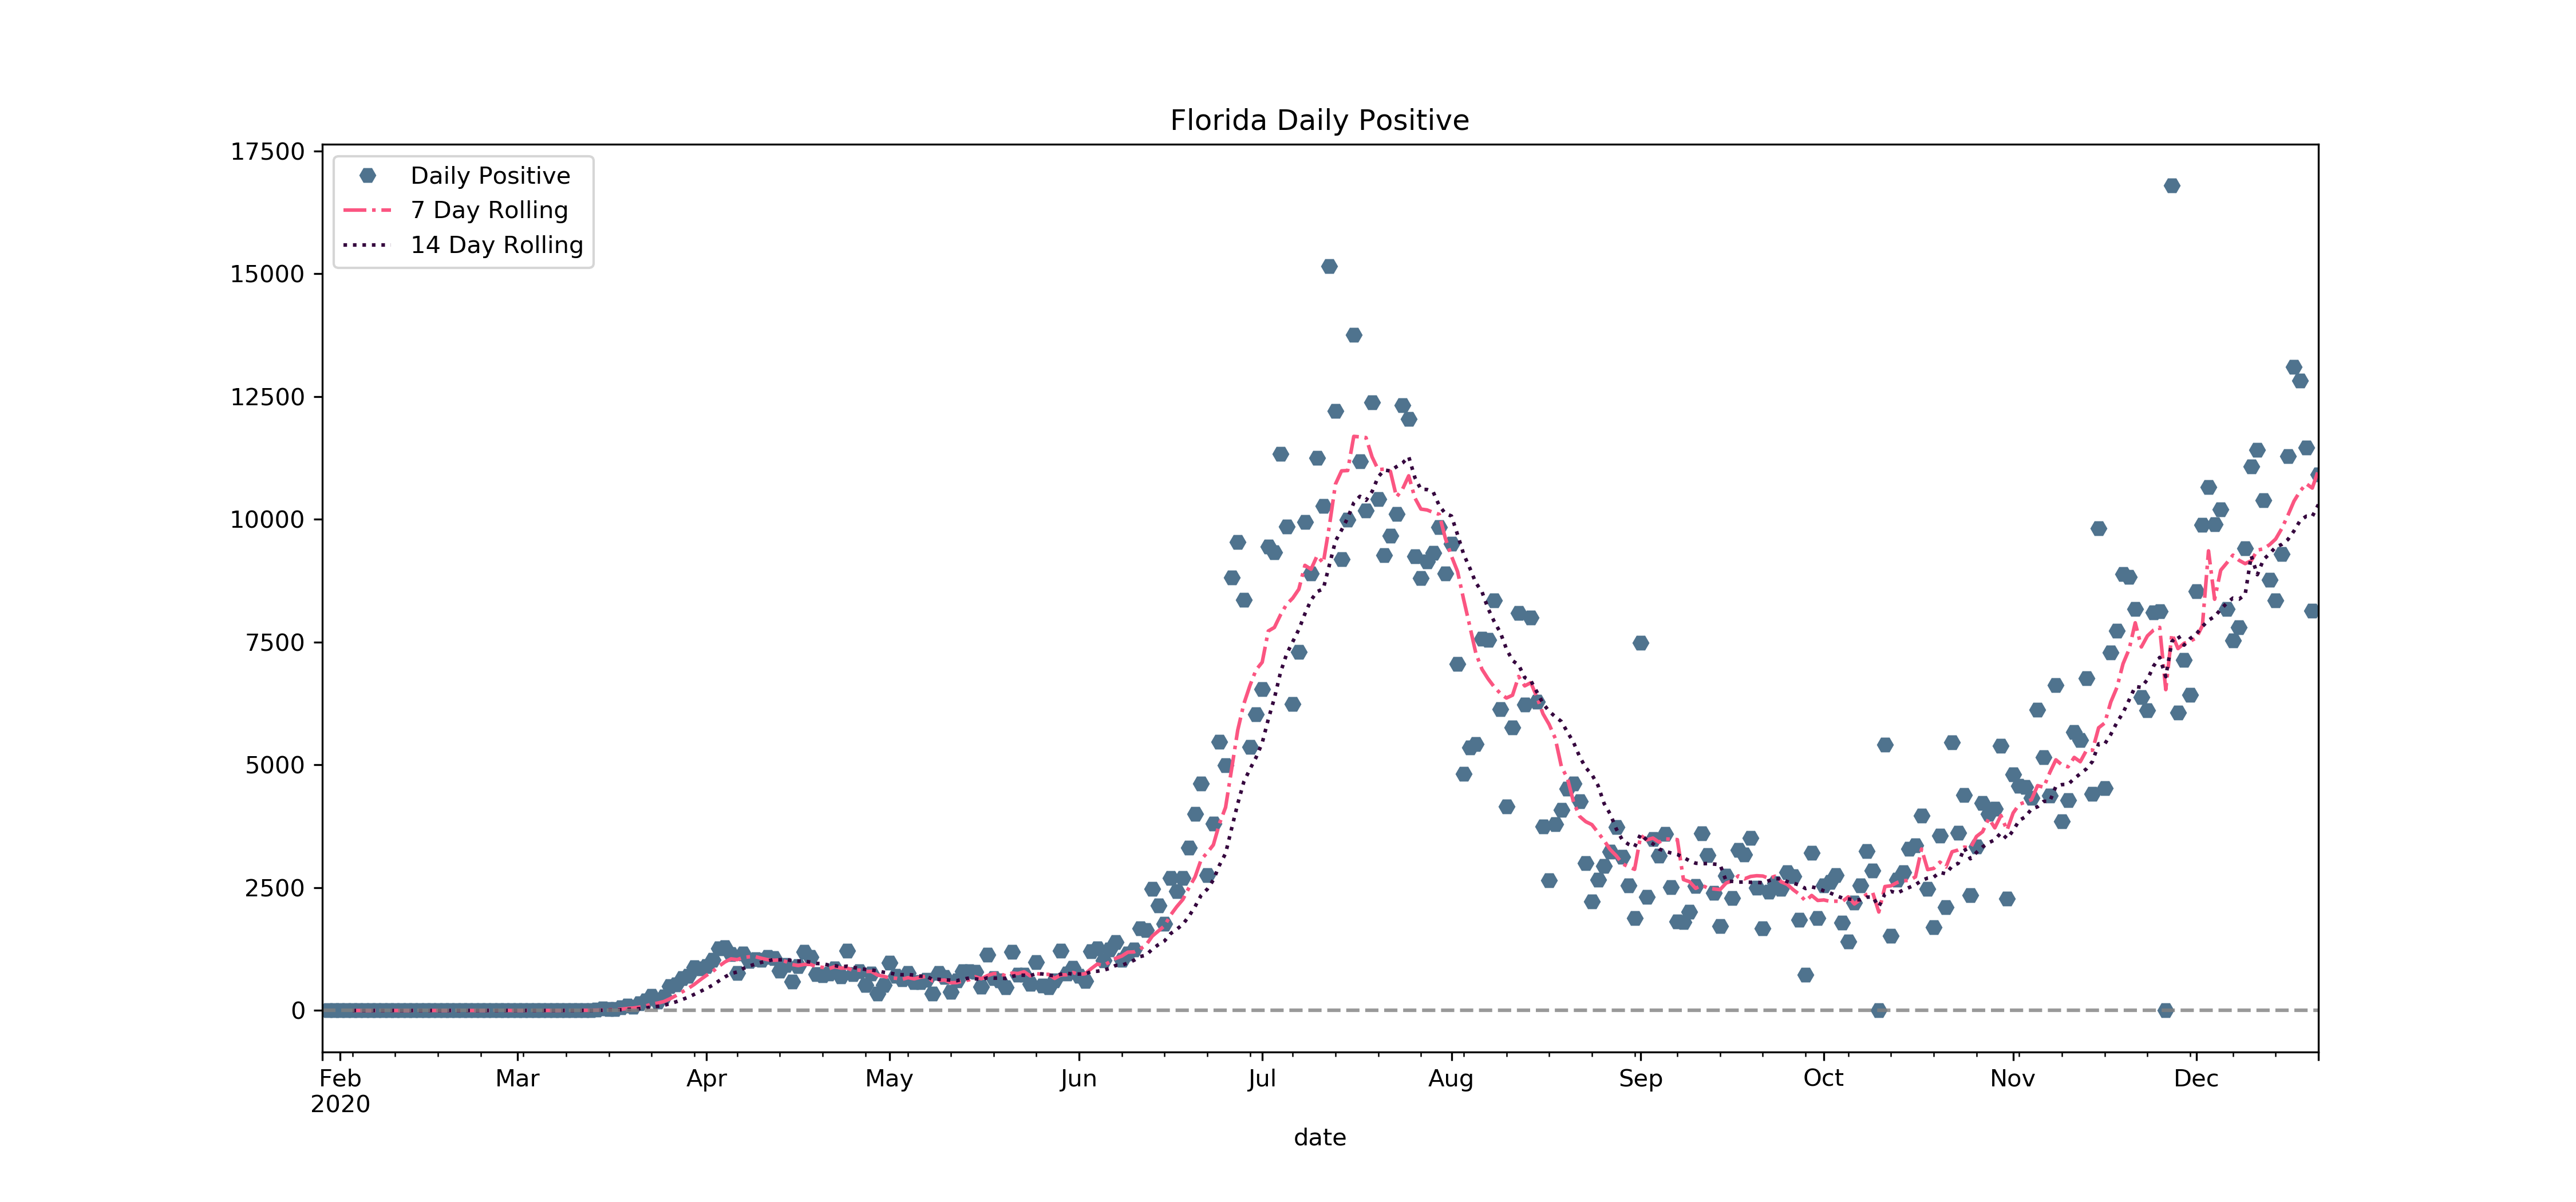 Florida Daily Positive
17500
15000
12500
10000
7500
5000
2500
0
Daily Positive
7 Day Rolling
14 Day Rolling
Feb Mar Apr May Jun Jul Aug Sep Oct Nov Dec
2020
date